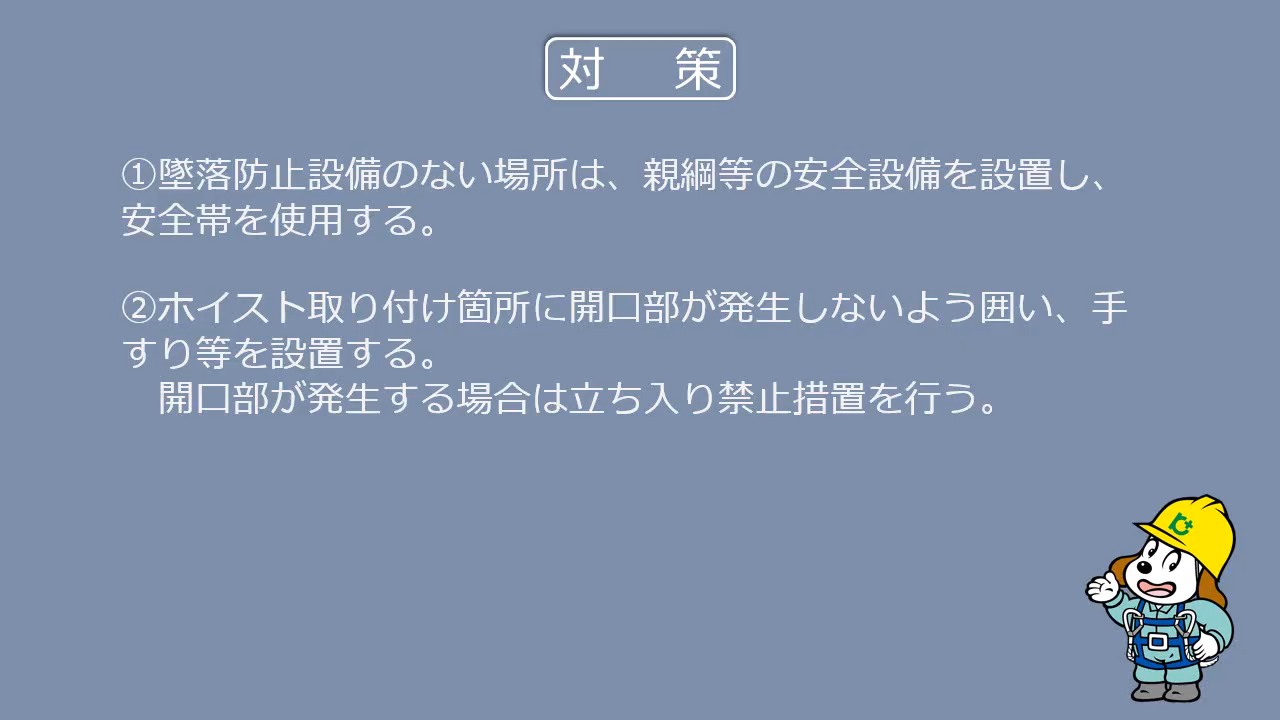 対　策
①墜落防止設備のない場所は、親綱等の安全設備を設置し、
安全帯を使用する。
②ホイスト取り付け箇所に開口部が発生しないよう囲い、手
すり等を設置する。
　開口部が発生する場合は立ち入り禁止措置を行う。